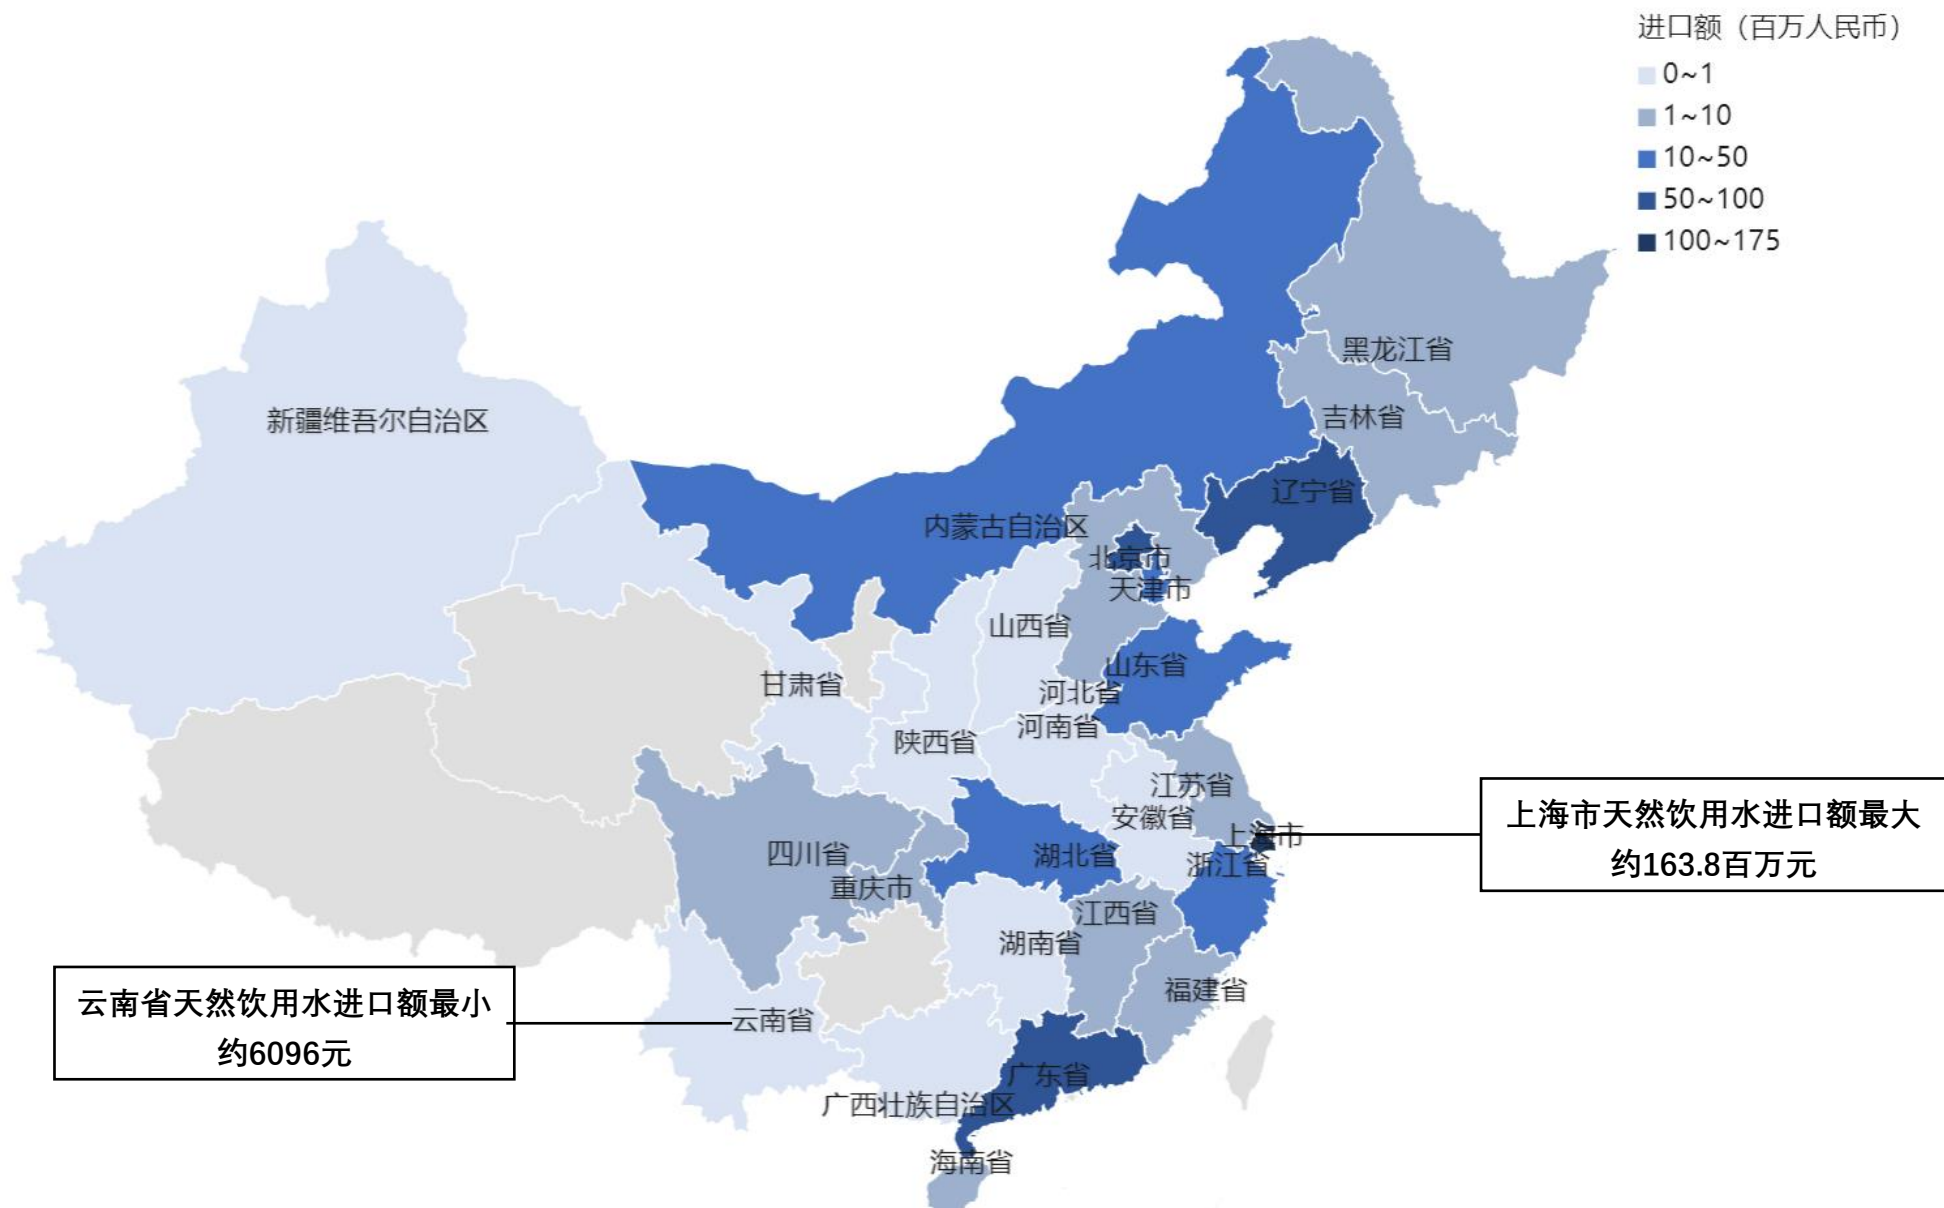 进口额（百万人民币）
0~1
1~10
10~50
50~100
100~175
黑龙江省
吉林省
新疆维吾尔自治区
辽宁省
内蒙古自治区
北京市
天津市
山西省
山东省
甘肃省
河北省
河南省
陕西省
江苏省
安徽省
上海市
上海市天然饮用水进口额最大
约163.8百万元
四川省
湖北省
浙江省
重庆市
江西省
湖南省
福建省
云南省天然饮用水进口额最小
约6096元
云南省
广东省
广西壮族自治区
海南省